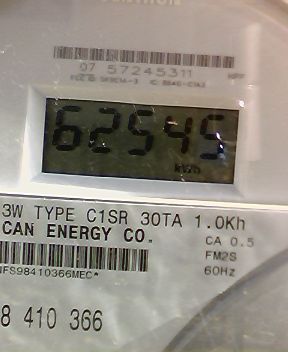 07 57245311
62545
kWh
3W TYPE C1SR 30TA 1.0Kh
CAN ENERGY CO. CA 0.5
FM2S
NFS98410366MEC* 60Hz
8 410 366